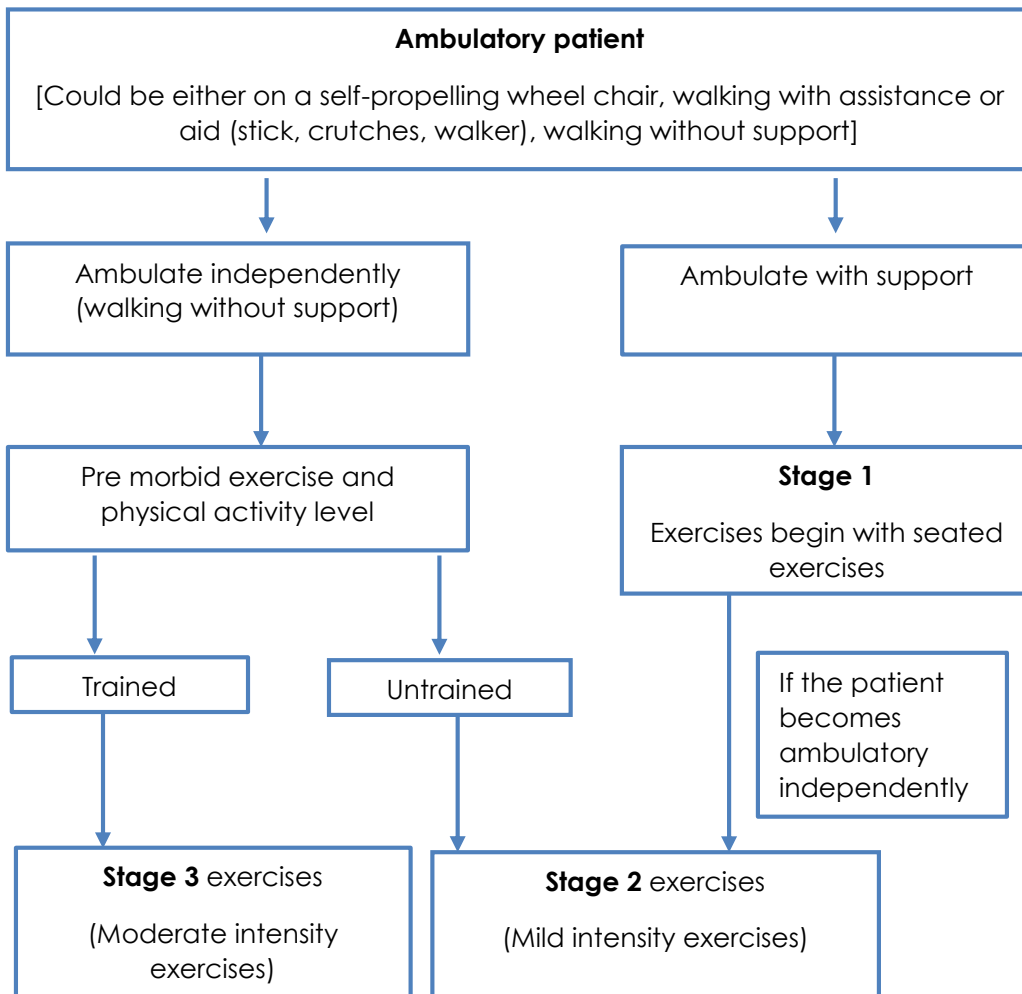 Ambulatory patient
[Could be either on a self-propelling wheel chair, walking with assistance or
aid (stick, crutches, walker), walking without support]
Ambulate independently
(walking without support)
Ambulate with support
Pre morbid exercise and
physical activity level
Stage 1
Exercises begin with seated
exercises
Trained
Untrained
If the patient
becomes
ambulatory
independently
Stage 3 exercises
(Moderate intensity
exercises)
Stage 2 exercises
(Mild intensity exercises)